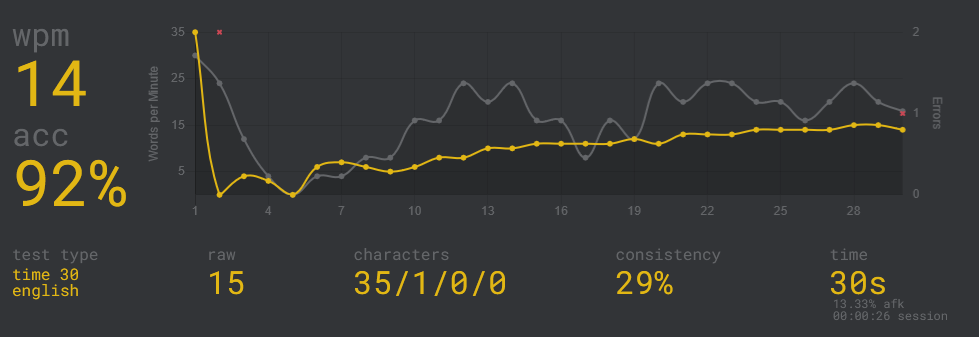 wpm
14
acc
92%
Words per Minute
35
25
15
5
1 4 7 10 13 16 19 22 25 28
2
1
0
Errors
test type
time 30
english
raw
15
characters
35/1/0/0
consistency
29%
time
30s
13.33% afk
00:00:26 session